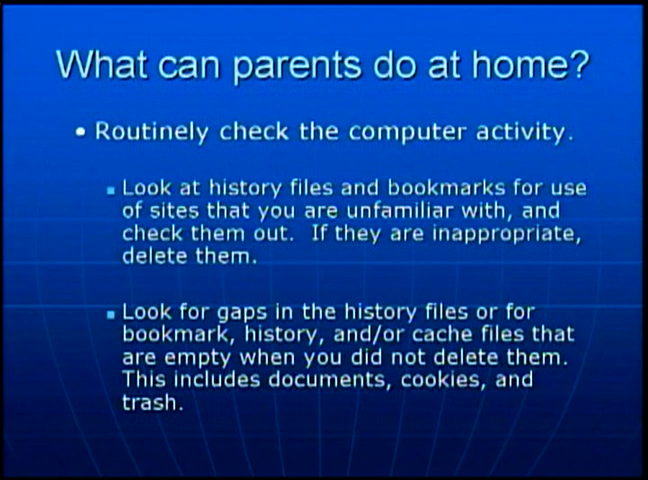 What can parents do at home?
• Routinely check the computer activity.
▪ Look at history files and bookmarks for use
of sites that you are unfamiliar with, and
check them out. If they are inappropriate,
delete them.
▪ Look for gaps in the history files or for
bookmark, history, and/or cache files that
are empty when you did not delete them.
This includes documents, cookies, and
trash.